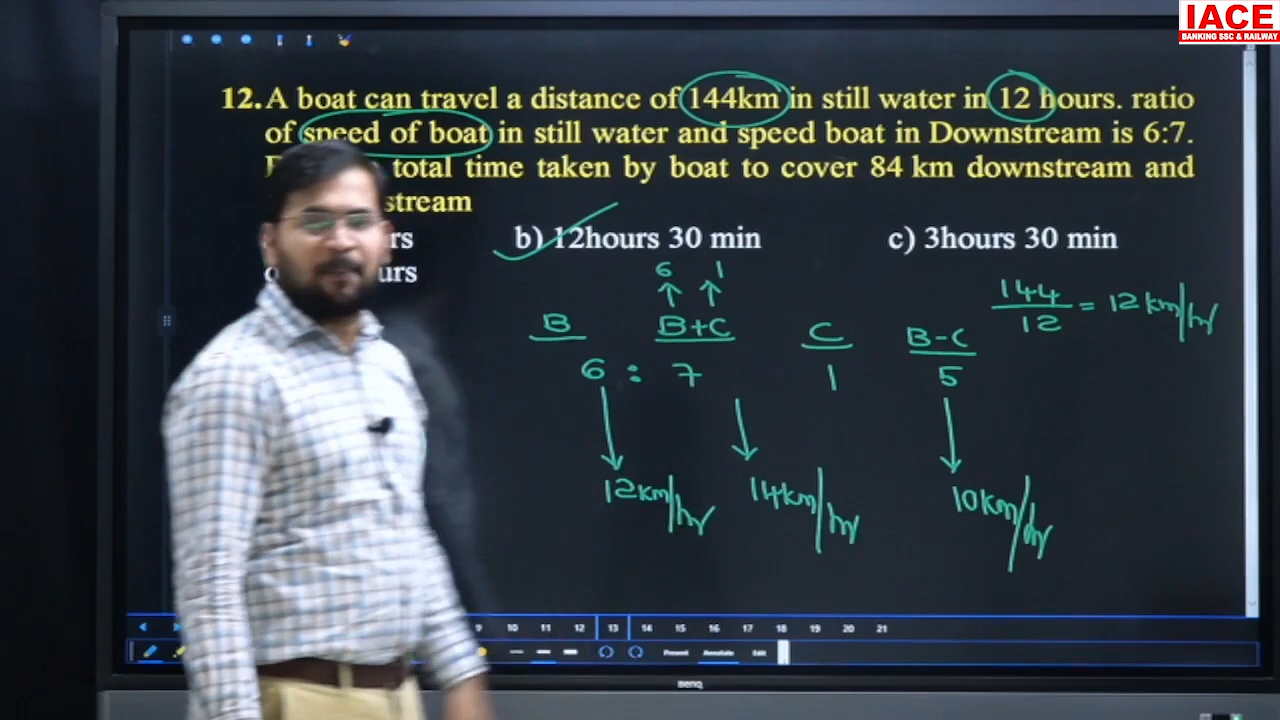 IACE
BANKING SSC & RAILWAY
12. A boat can travel a distance of 144km in still water in 12 hours. ratio
of speed of boat in still water and speed boat in Downstream is 6:7.
total time taken by boat to cover 84 km downstream and
stream
rs b) 12hours 30 min c) 3hours 30 min
urs
6 1
144/12 = 12 km/hr
B B+C C B-C
6 : 7 1 5
12km/hr 14km/hr 10km/hr
9 10 11 12 13 14 15 16 17 18 19 20 21
Present Annotate Edit
BenQ